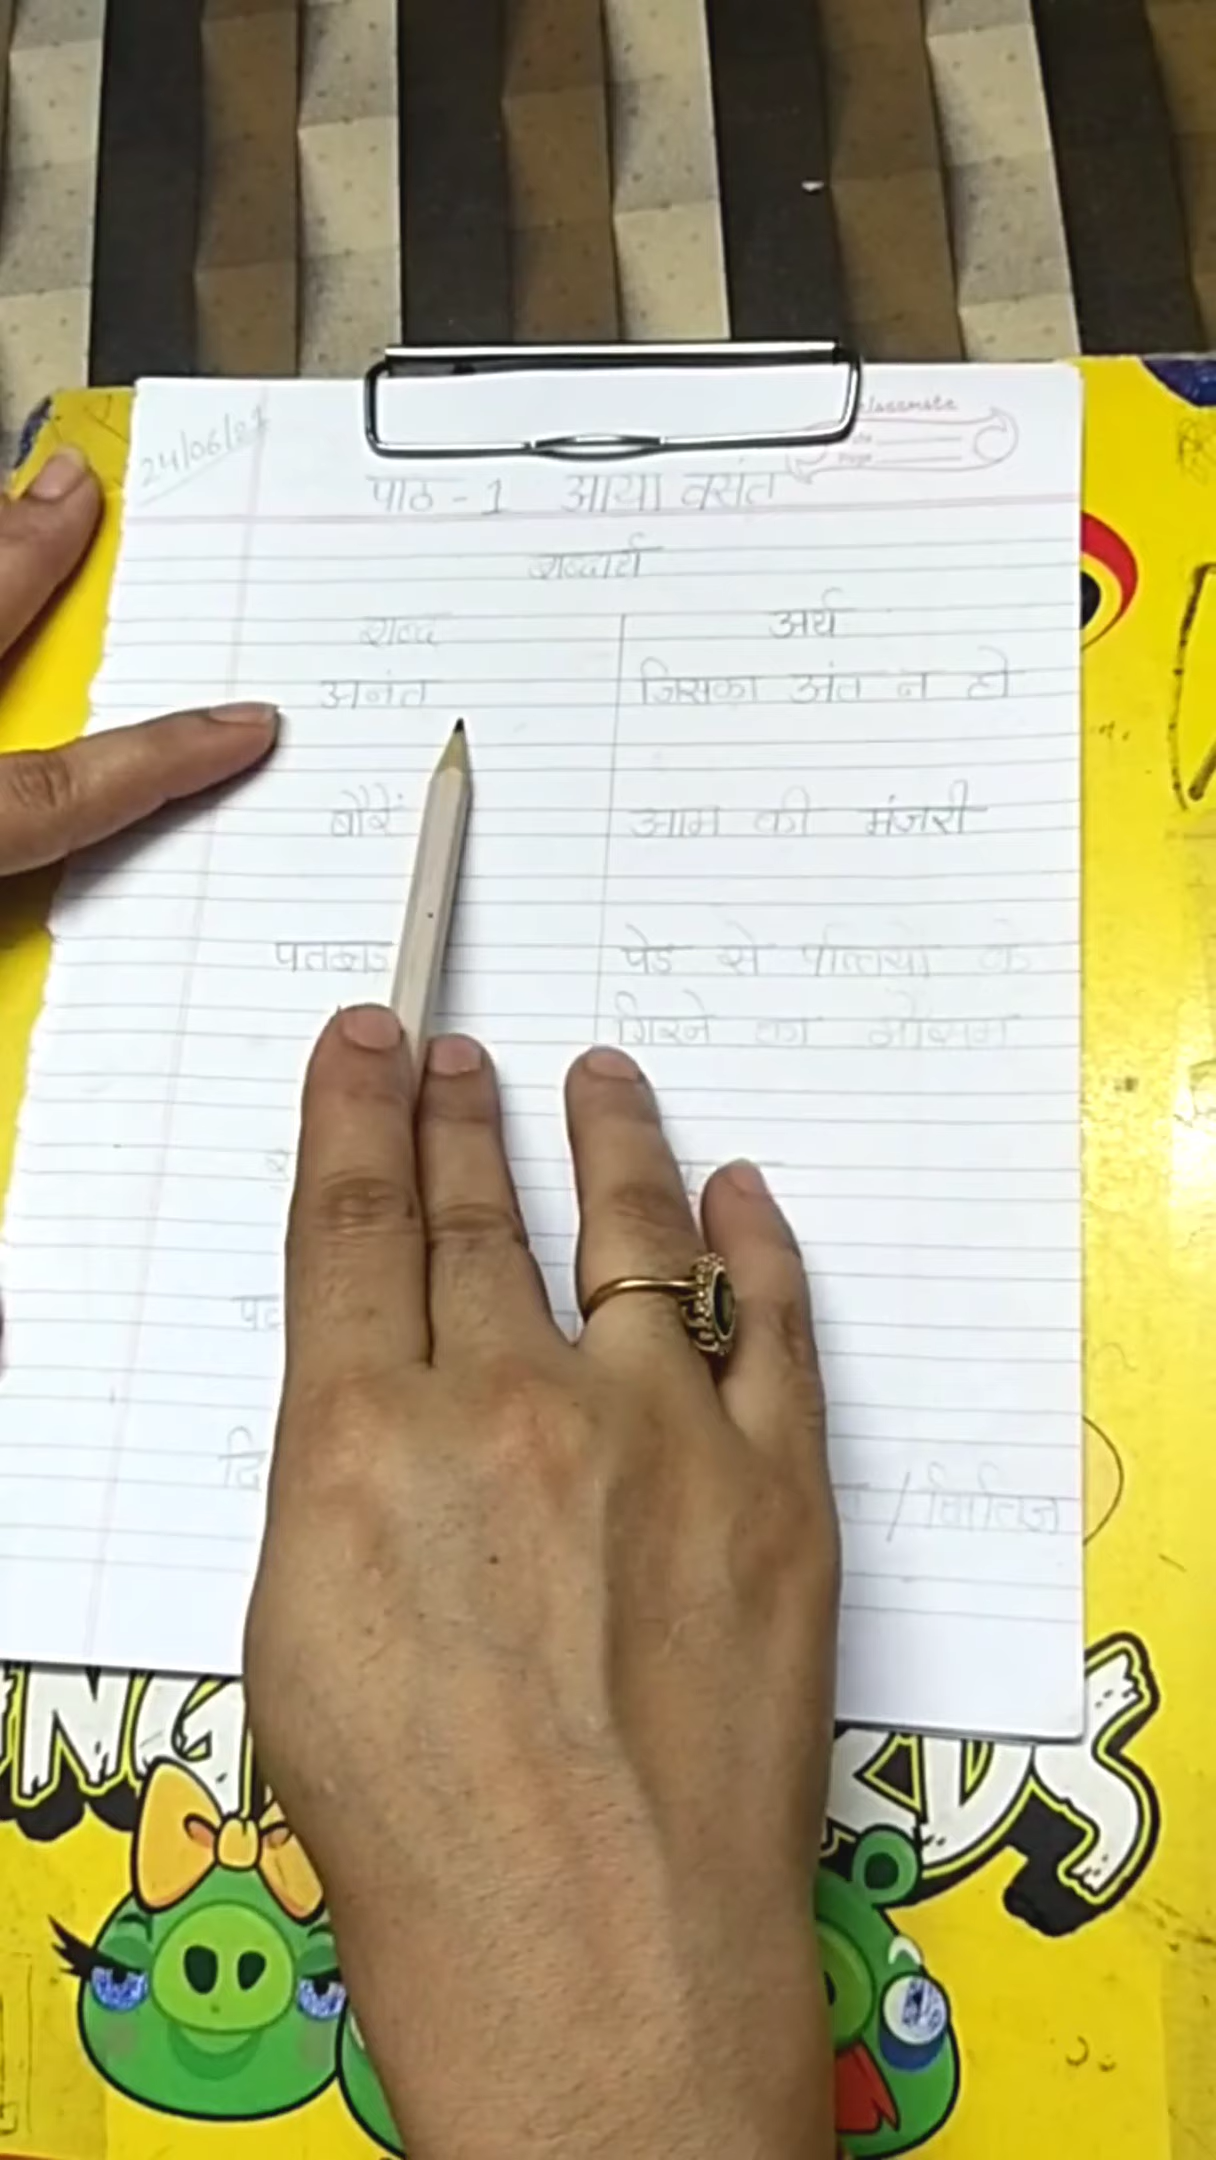 24/06/21
classmate
पाठ - 1 आया वसंत
शब्दार्थ
शब्द अर्थ
अनंत जिसका अंत न हो
बौरें आम की मंजरी
पतझड़ पेड़ से पत्तियों के
गिरने का मौसम
/ क्षितिज